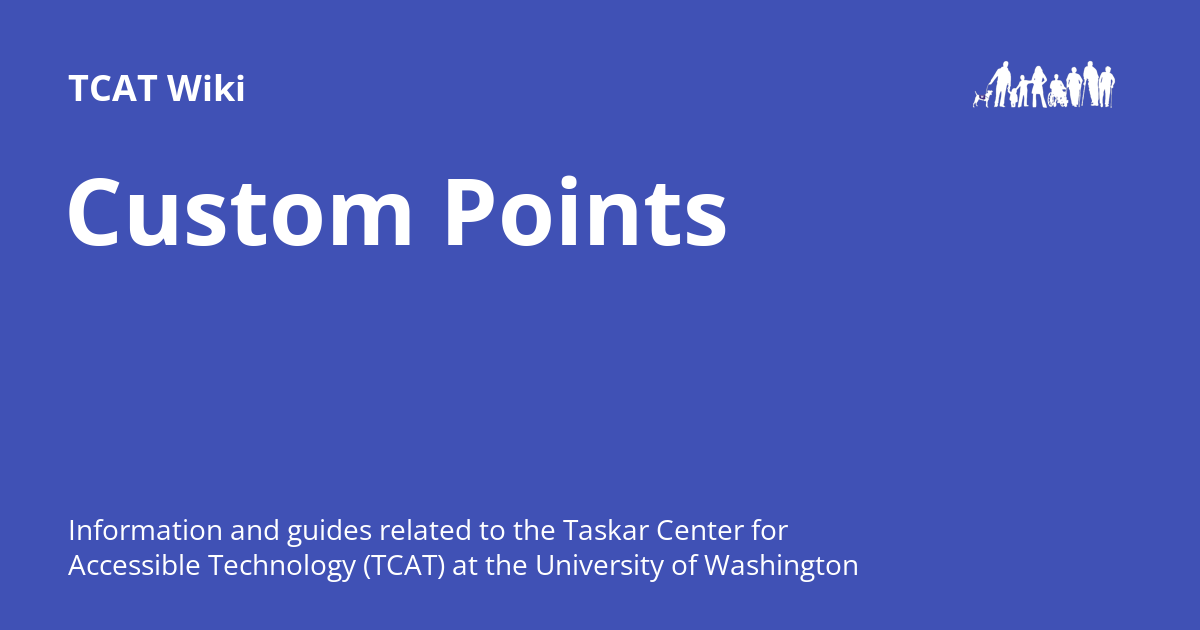 TCAT Wiki
Custom Points
Information and guides related to the Taskar Center for
Accessible Technology (TCAT) at the University of Washington